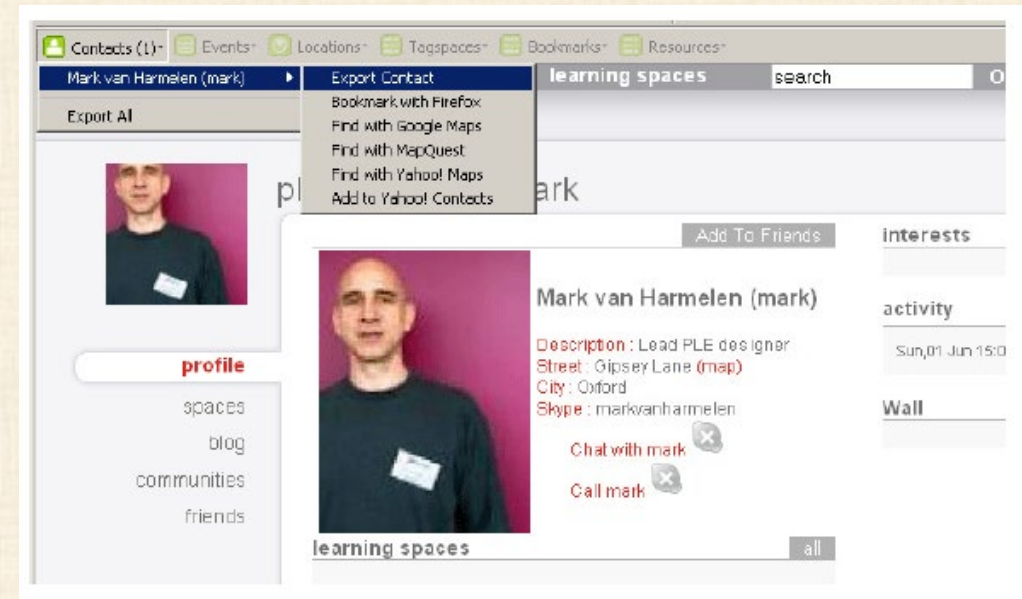 Contacts (1)
Events
Locations
Tagspaces
Bookmarks
Resources
Mark van Harmelen (mark)
Export All
Export Contact
Bookmark with Firefox
Find with Google Maps
Find with MapQuest
Find with Yahoo! Maps
Add to Yahoo! Contacts
learning spaces
search
ark
Add To Friends
profile
spaces
blog
communities
friends
Mark van Harmelen (mark)
Description : Lead PLE designer
Street : Gipsey Lane (map)
City : Oxford
Skype : markvanharmelen
Chat with mark
Call mark
learning spaces
all
interests
activity
Sun,01 Jun 15:0
Wall